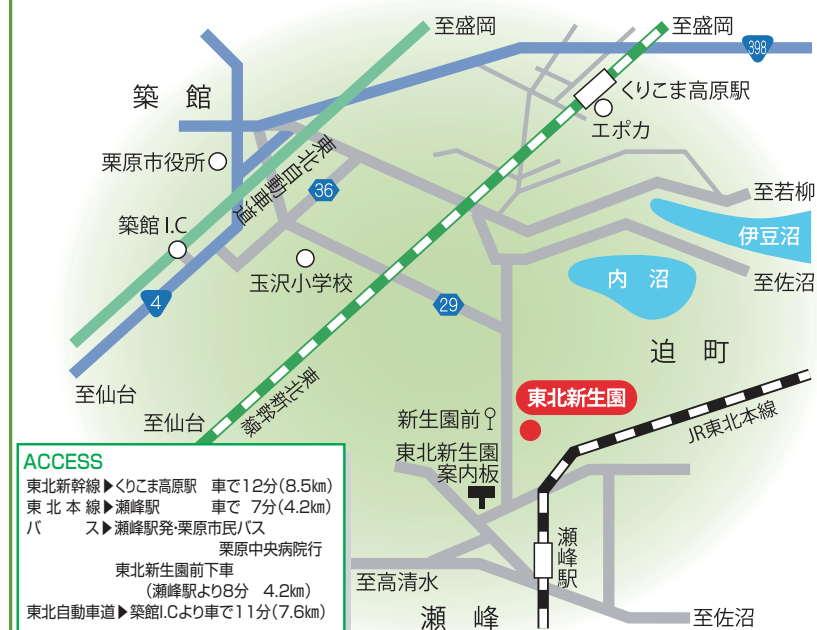 至盛岡
至盛岡
398
築　館
くりこま高原駅
エポカ
栗原市役所
東北自動車道
36
至若柳
築館 I.C
伊豆沼
玉沢小学校
内　沼
至佐沼
4
29
迫　町
至仙台
至仙台
東北新幹線
東北新生園
新生園前
JR東北本線
東北新生園
案内板
ACCESS
東北新幹線▶くりこま高原駅　車で12分(8.5km)
東 北 本 線▶瀬峰駅　車で 7分(4.2km)
バ　　ス▶瀬峰駅発・栗原市民バス
栗原中央病院行
東北新生園前下車
(瀬峰駅より8分　4.2km)
東北自動車道▶築館I.Cより車で11分(7.6km)
瀬峰駅
至高清水
瀬　峰
至佐沼